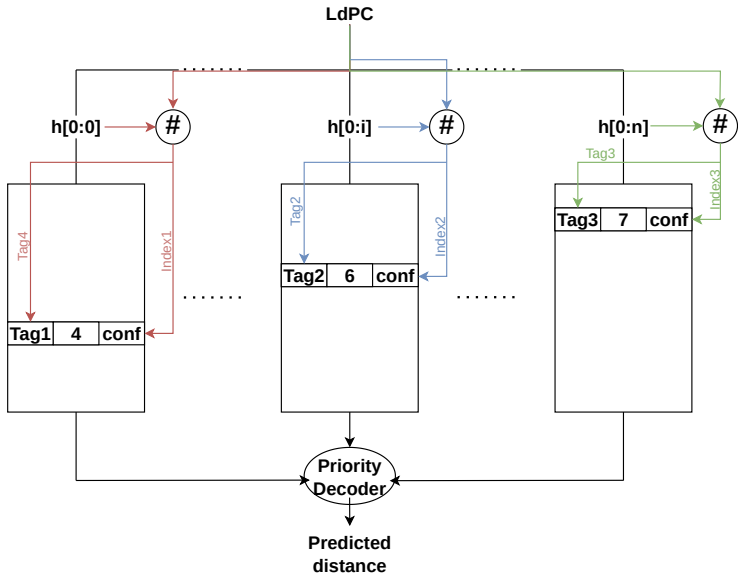 LdPC
h[0:0]
#
h[0:i]
#
h[0:n]
#
Tag4
Index1
Tag2
Index2
Tag3
Index3
Tag1 4 conf
Tag2 6 conf
Tag3 7 conf
Priority
Decoder
Predicted
distance